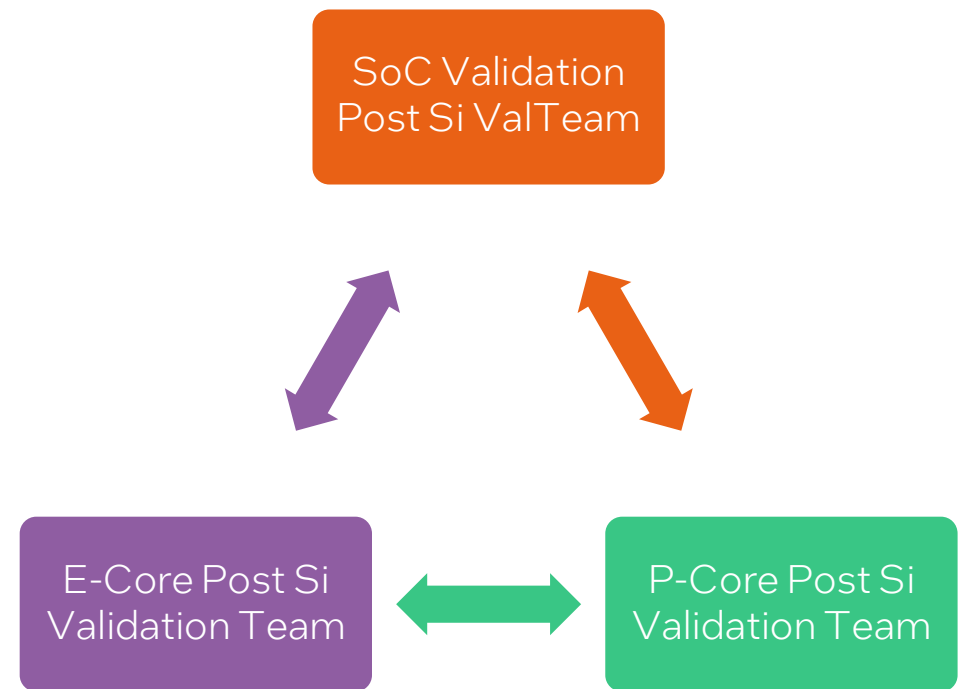 SoC Validation
Post Si ValTeam
E-Core Post Si
Validation Team
P-Core Post Si
Validation Team